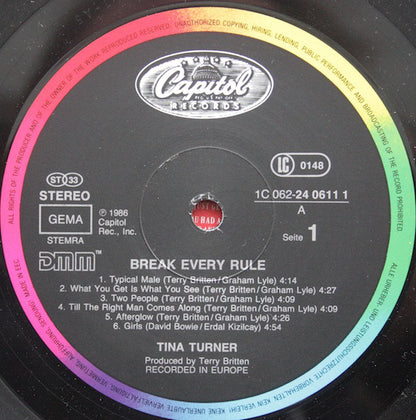 ALL RIGHTS OF THE PRODUCER AND OF THE OWNER OF THE WORK REPRODUCED RESERVED. UNAUTHORIZED COPYING, HIRING, LENDING, PUBLIC PERFORMANCE AND BROADCASTING OF THIS RECORD PROHIBITED
Capitol
RECORDS
LC 0148
ST 33
STEREO
GEMA
STEMRA
℗ 1986
Capitol
Rec., Inc.
1C 062-24 0611 1
A
Seite 1
DMM
BREAK EVERY RULE
1. Typical Male (Terry Britten/Graham Lyle) 4:14
2. What You Get is What You See (Terry Britten/Graham Lyle) 4:27
3. Two People (Terry Britten/Graham Lyle) 4:09
4. Till The Right Man Comes Along (Terry Britten/Graham Lyle) 4:09
5. Afterglow (Terry Britten/Graham Lyle) 4:29
6. Girls (David Bowie/Erdal Kizilcay) 4:54
TINA TURNER
Produced by Terry Britten
RECORDED IN EUROPE